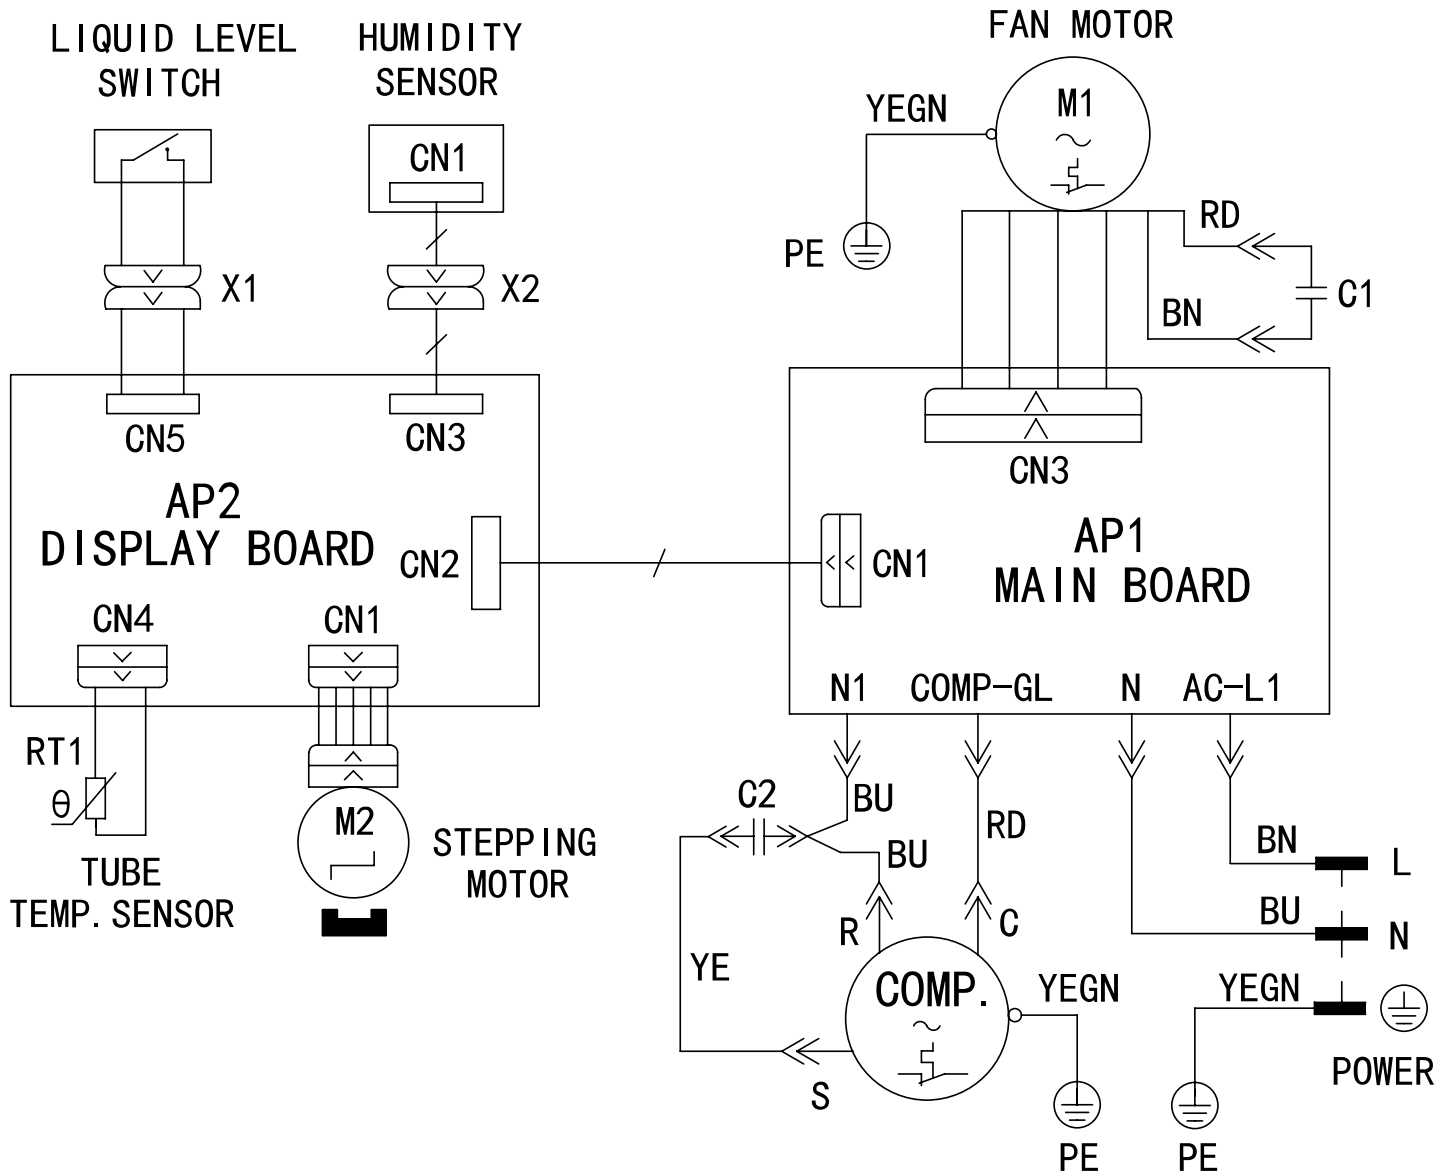 LIQUID LEVEL
SWITCH
HUMIDITY
SENSOR
FAN MOTOR
M1
YEGN
CN1
PE
RD
X1
X2
C1
BN
CN5
CN3
CN3
AP2
DISPLAY BOARD
CN2
CN1
AP1
MAIN BOARD
CN4
CN1
N1
COMP-GL
N
AC-L1
RT1
θ
M2
STEPPING
MOTOR
TUBE
TEMP. SENSOR
C2
BU
RD
BU
BN
L
BU
N
R
C
YE
COMP.
YEGN
YEGN
POWER
S
PE
PE